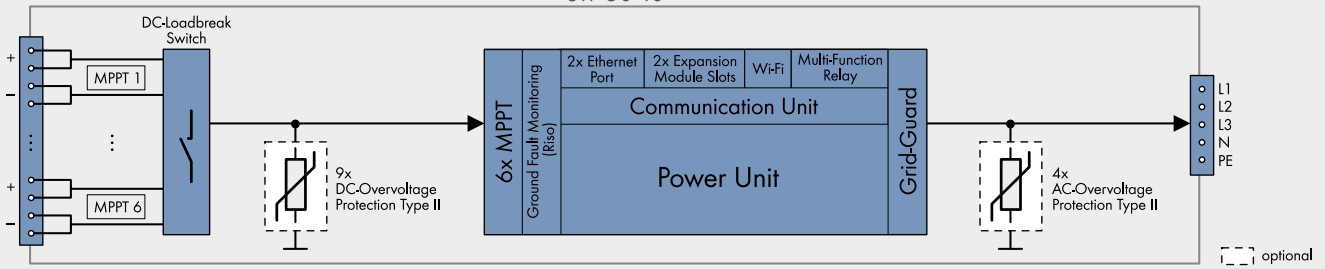 DC-Loadbreak
Switch
+
MPPT 1
−
+
MPPT 6
−
9x
DC-Overvoltage
Protection Type II
6x MPPT
Ground Fault Monitoring
(Riso)
2x Ethernet
Port
2x Expansion
Module Slots
Wi-Fi
Multi-Function
Relay
Communication Unit
Power Unit
Grid-Guard
4x
AC-Overvoltage
Protection Type II
L1
L2
L3
N
PE
optional